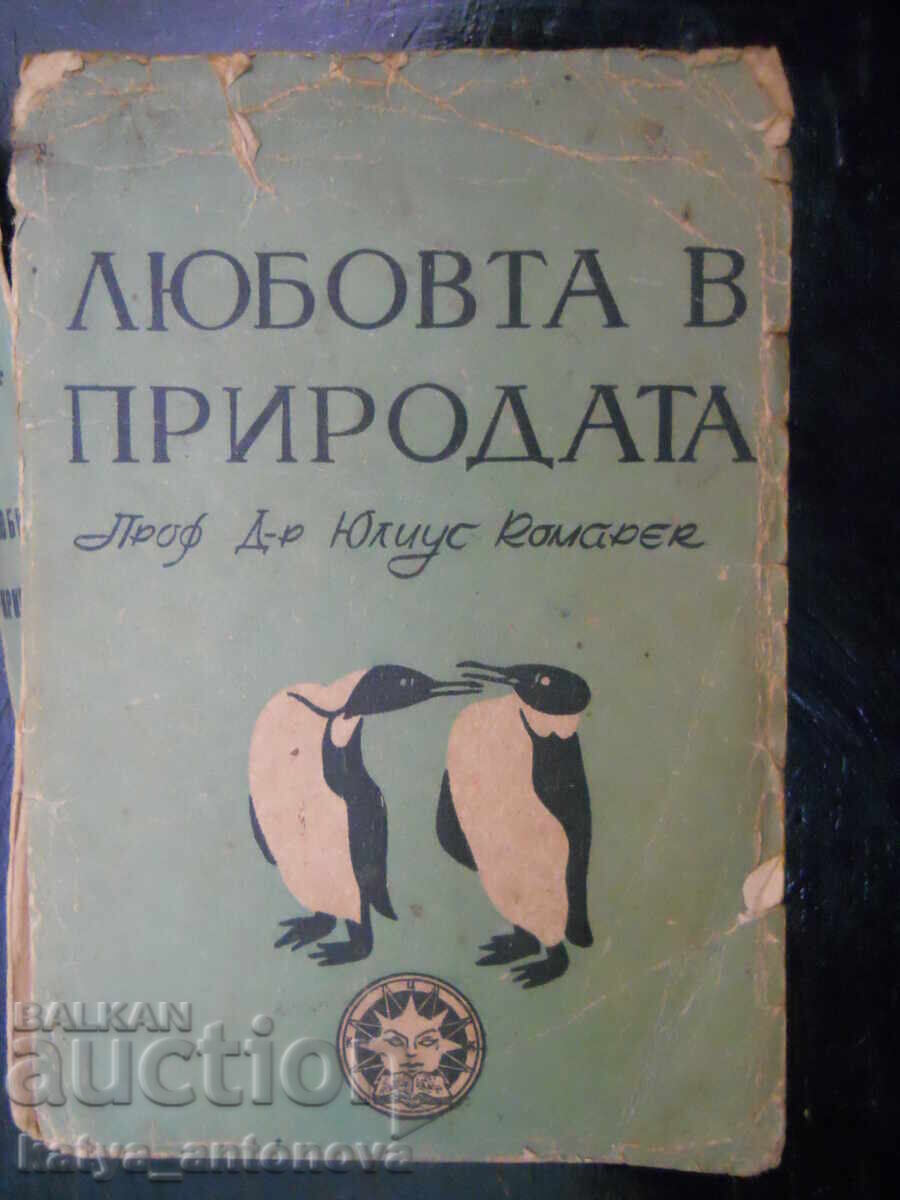 ЛЮБОВТА В
ПРИРОДАТА
Проф Д-р Юлиус Комарек
BALKAN
auction
katya_antonova